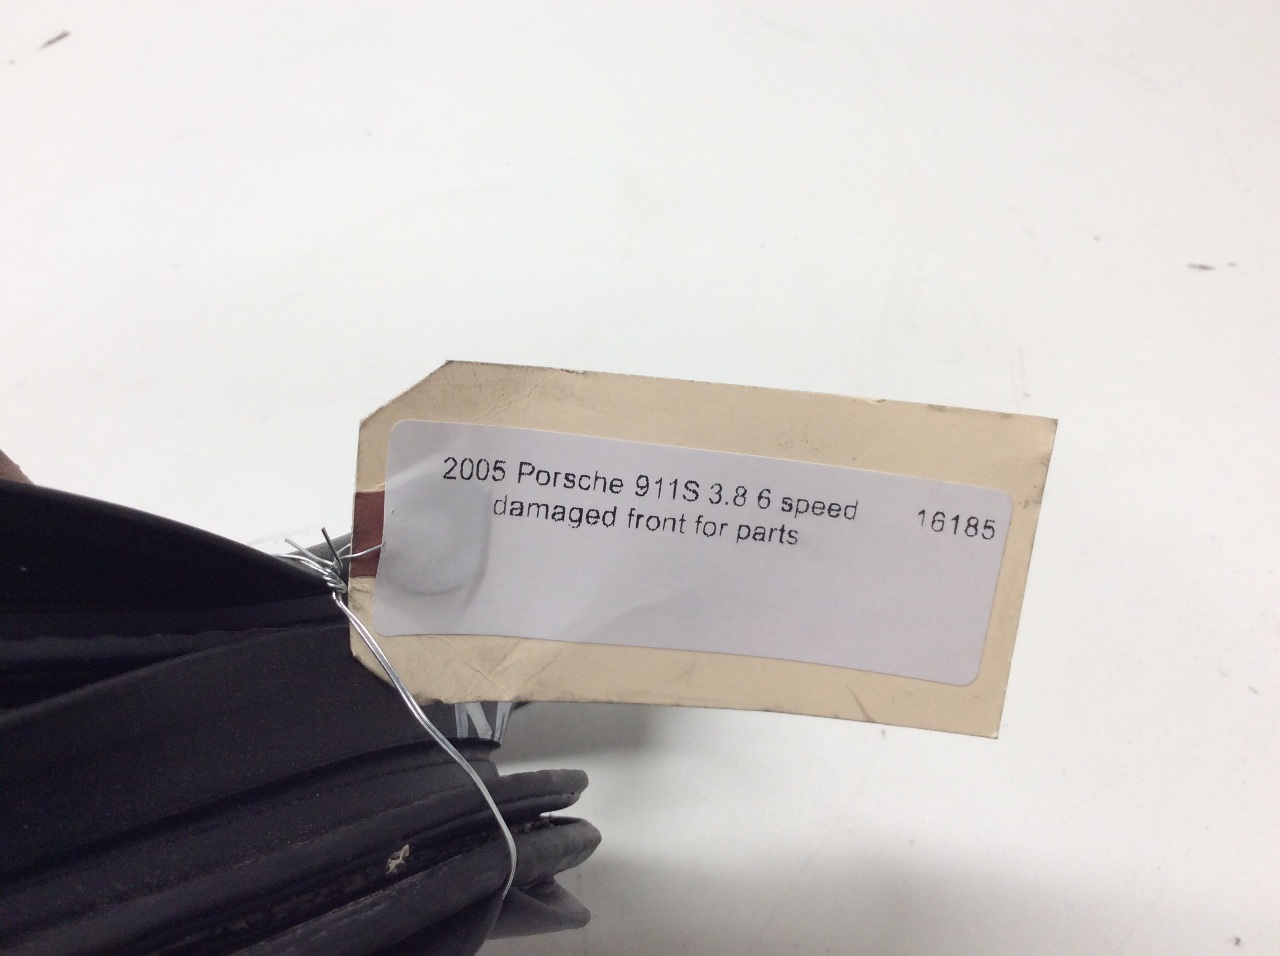 2005 Porsche 911S 3.8 6 speed 16185
damaged front for parts